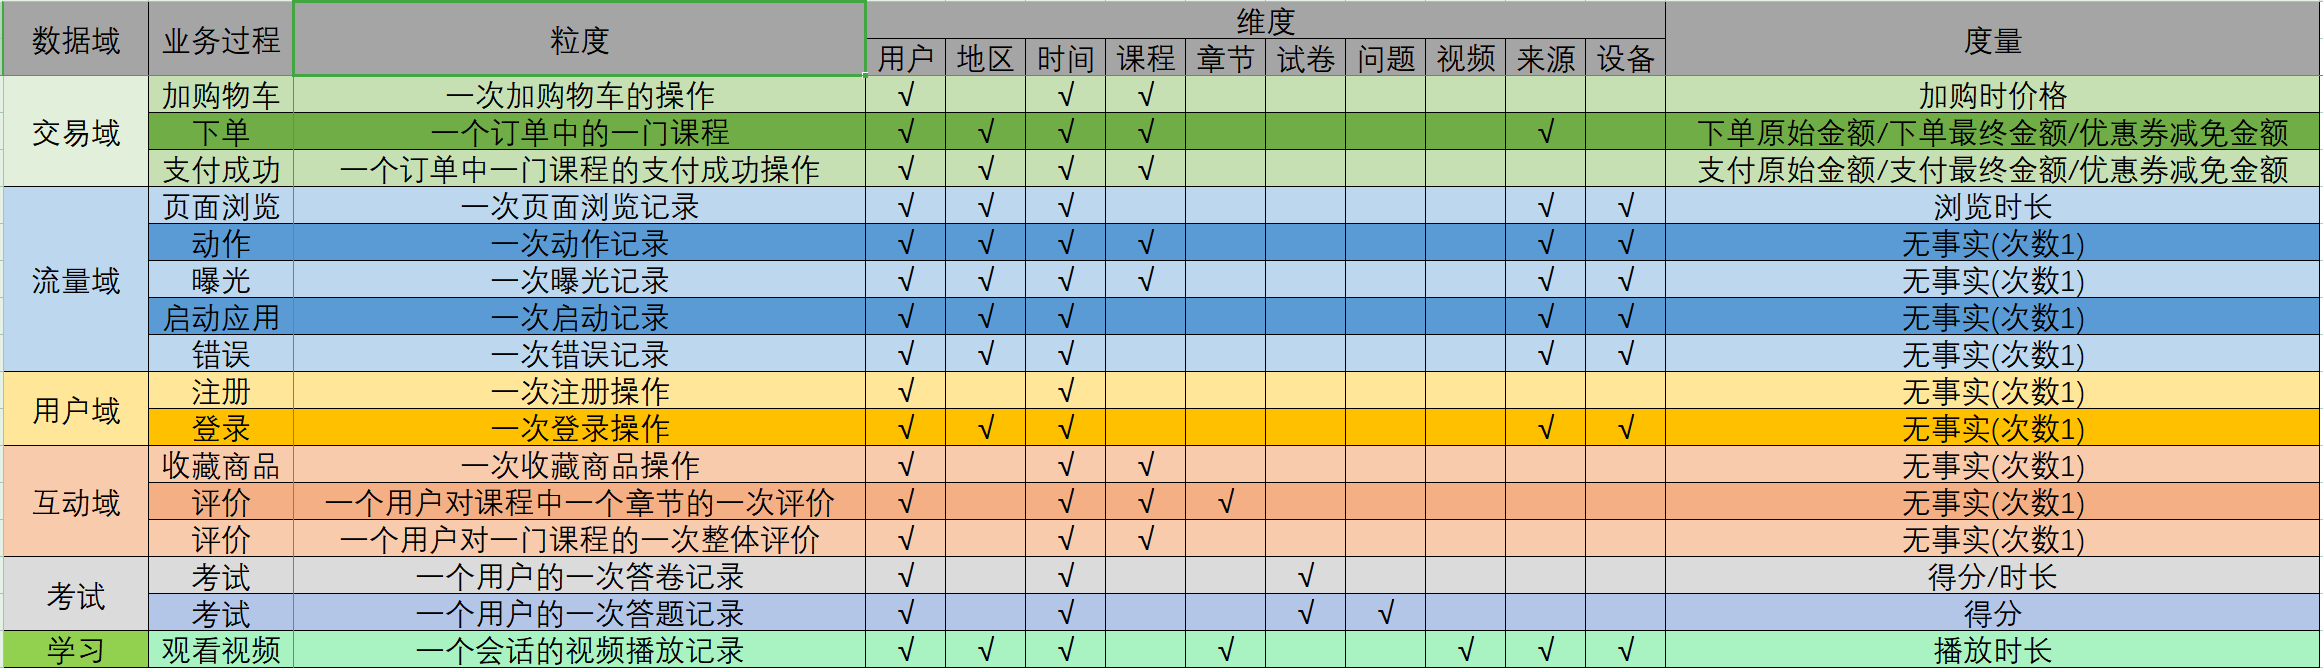 数据域 业务过程 粒度 维度 度量
用户 地区 时间 课程 章节 试卷 问题 视频 来源 设备
交易域
加购物车 一次加购物车的操作 √ √ √ 加购时价格
下单 一个订单中的一门课程 √ √ √ √ √ 下单原始金额/下单最终金额/优惠券减免金额
支付成功 一个订单中一门课程的支付成功操作 √ √ √ √ 支付原始金额/支付最终金额/优惠券减免金额
流量域
页面浏览 一次页面浏览记录 √ √ √ √ √ 浏览时长
动作 一次动作记录 √ √ √ √ √ √ 无事实(次数1)
曝光 一次曝光记录 √ √ √ √ √ √ 无事实(次数1)
启动应用 一次启动记录 √ √ √ √ √ 无事实(次数1)
错误 一次错误记录 √ √ √ √ √ 无事实(次数1)
用户域
注册 一次注册操作 √ √ 无事实(次数1)
登录 一次登录操作 √ √ √ √ √ 无事实(次数1)
互动域
收藏商品 一次收藏商品操作 √ √ √ 无事实(次数1)
评价 一个用户对课程中一个章节的一次评价 √ √ √ √ 无事实(次数1)
评价 一个用户对一门课程的一次整体评价 √ √ √ 无事实(次数1)
考试
考试 一个用户的一次答卷记录 √ √ √ 得分/时长
考试 一个用户的一次答题记录 √ √ √ √ 得分
学习
观看视频 一个会话的视频播放记录 √ √ √ √ √ √ √ 播放时长